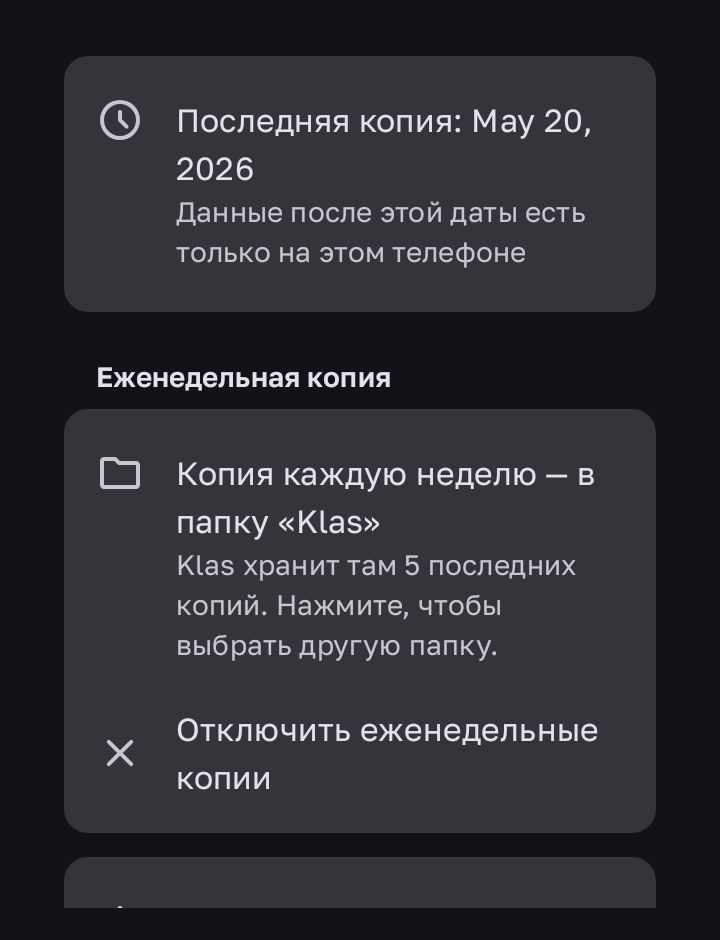 Последняя копия: May 20,
2026
Данные после этой даты есть
только на этом телефоне
Еженедельная копия
Копия каждую неделю — в
папку «Klas»
Klas хранит там 5 последних
копий. Нажмите, чтобы
выбрать другую папку.
Отключить еженедельные
копии